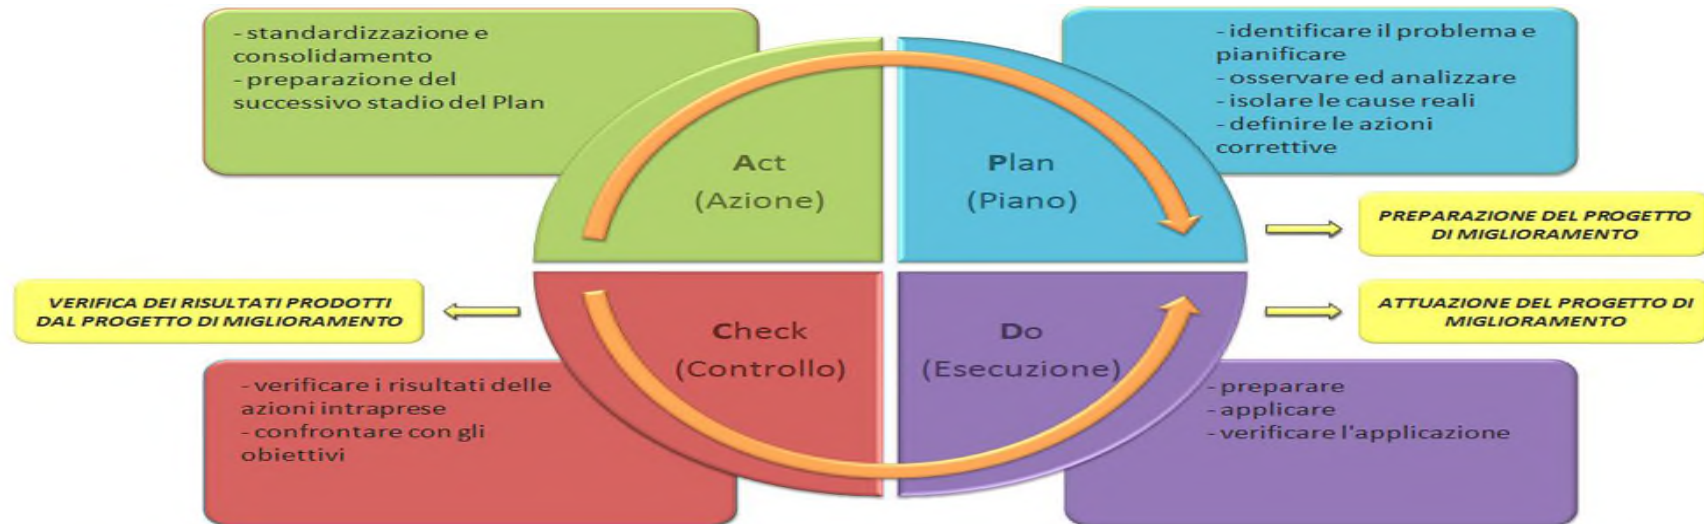 - standardizzazione e
consolidamento
- preparazione del
successivo stadio del Plan
- identificare il problema e
pianificare
- osservare ed analizzare
- isolare le cause reali
- definire le azioni
correttive
Act
(Azione)
Plan
(Piano)
PREPARAZIONE DEL PROGETTO
DI MIGLIORAMENTO
VERIFICA DEI RISULTATI PRODOTTI
DAL PROGETTO DI MIGLIORAMENTO
ATTUAZIONE DEL PROGETTO DI
MIGLIORAMENTO
Check
(Controllo)
Do
(Esecuzione)
- verificare i risultati delle
azioni intraprese
- confrontare con gli
obiettivi
- preparare
- applicare
- verificare l'applicazione